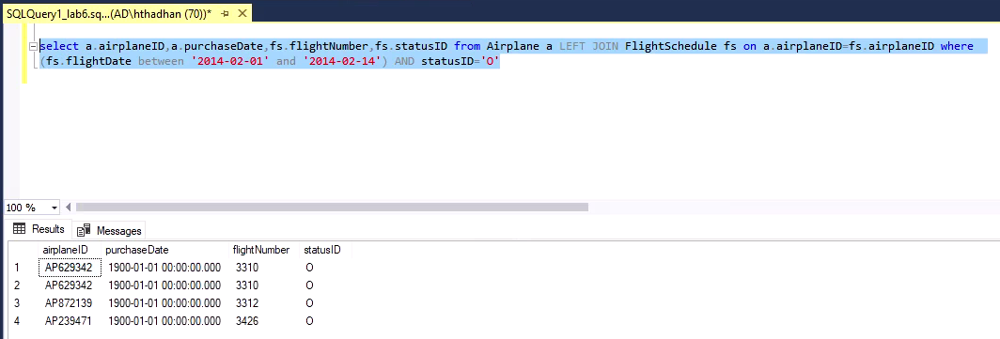 SQLQuery1_lab6.sq...(AD\hthadhan (70))*
select a.airplaneID,a.purchaseDate,fs.flightNumber,fs.statusID from Airplane a LEFT JOIN FlightSchedule fs on a.airplaneID=fs.airplaneID where
(fs.flightDate between '2014-02-01' and '2014-02-14') AND statusID='O'
100 %
Results Messages
airplaneID purchaseDate flightNumber statusID
1 AP629342 1900-01-01 00:00:00.000 3310 O
2 AP629342 1900-01-01 00:00:00.000 3310 O
3 AP872139 1900-01-01 00:00:00.000 3312 O
4 AP239471 1900-01-01 00:00:00.000 3426 O